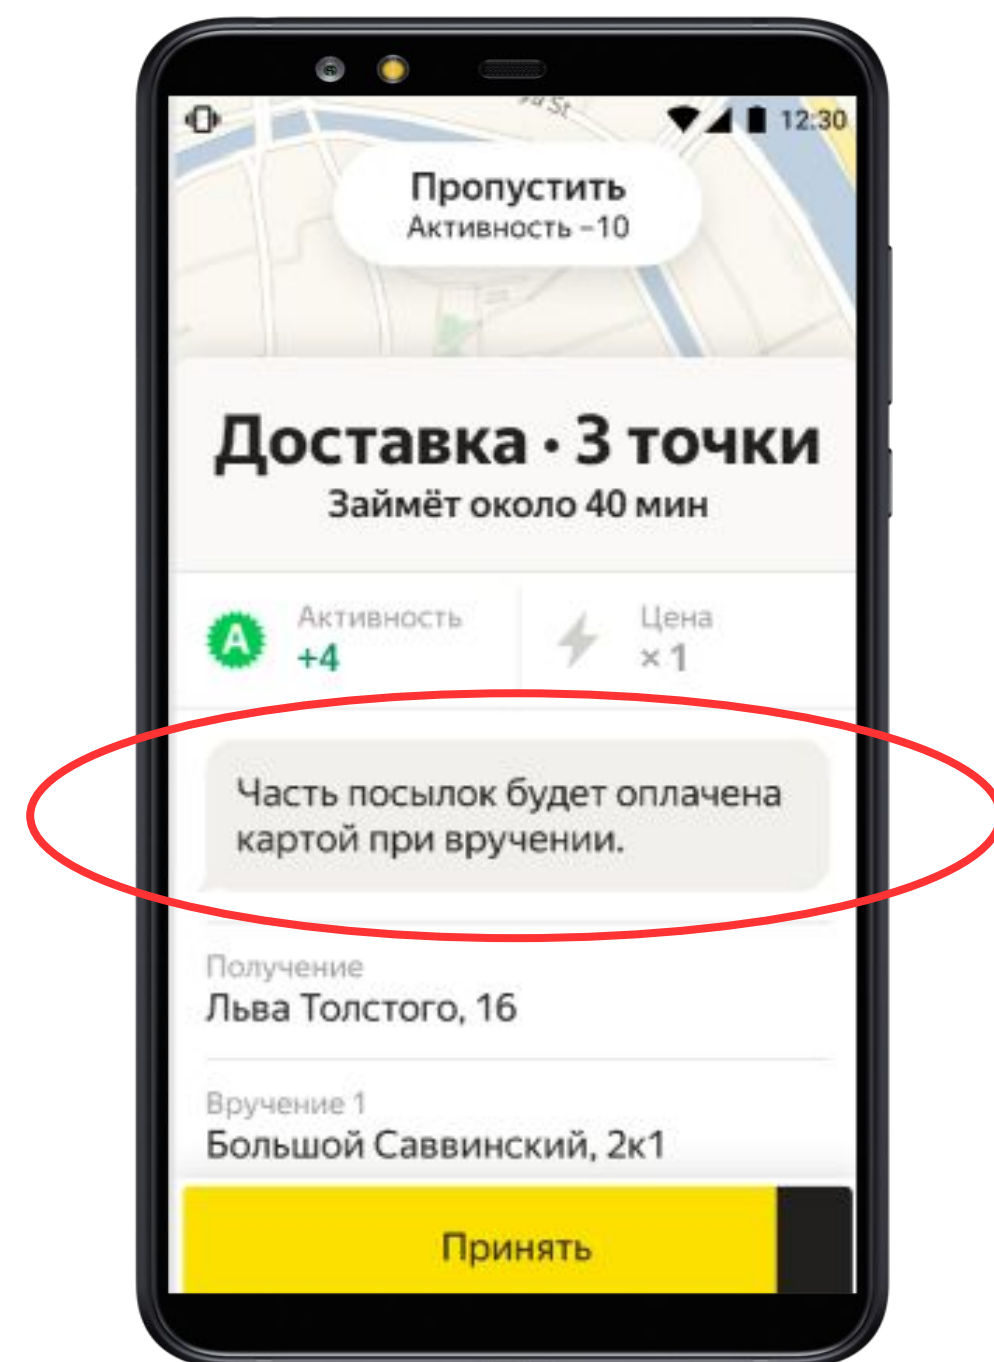 12:30
Пропустить
Активность −10
Доставка · 3 точки
Займёт около 40 мин
Активность
+4
Цена
× 1
Часть посылок будет оплачена
картой при вручении.
Получение
Льва Толстого, 16
Вручение 1
Большой Саввинский, 2к1
Принять